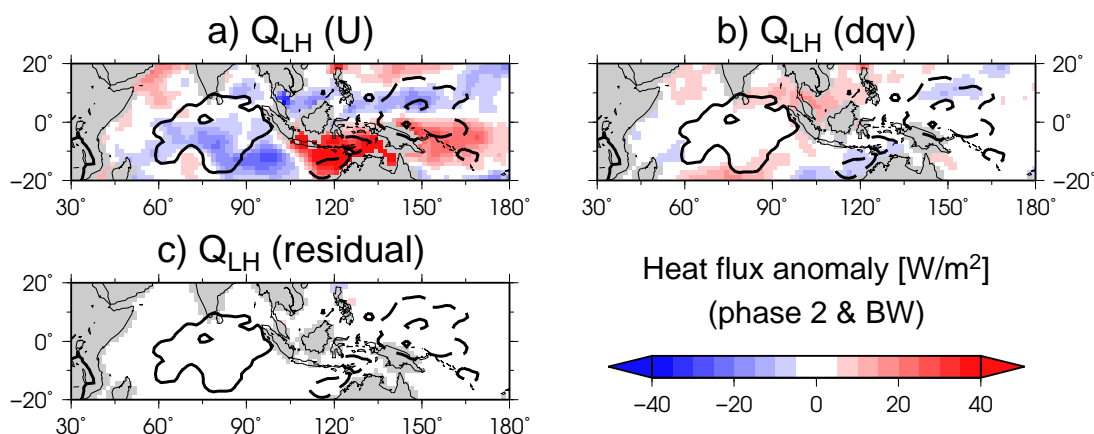 a) Q_LH (U)
b) Q_LH (dqv)
20°
0°
−20°
30 60° 90° 120° 150° 180°
20°
0°
−20°
30 60° 90° 120° 150° 180°
c) Q_LH (residual)
20°
0°
−20°
30 60° 90° 120° 150° 180°
Heat flux anomaly [W/m²]
(phase 2 & BW)
−40 −20 0 20 40